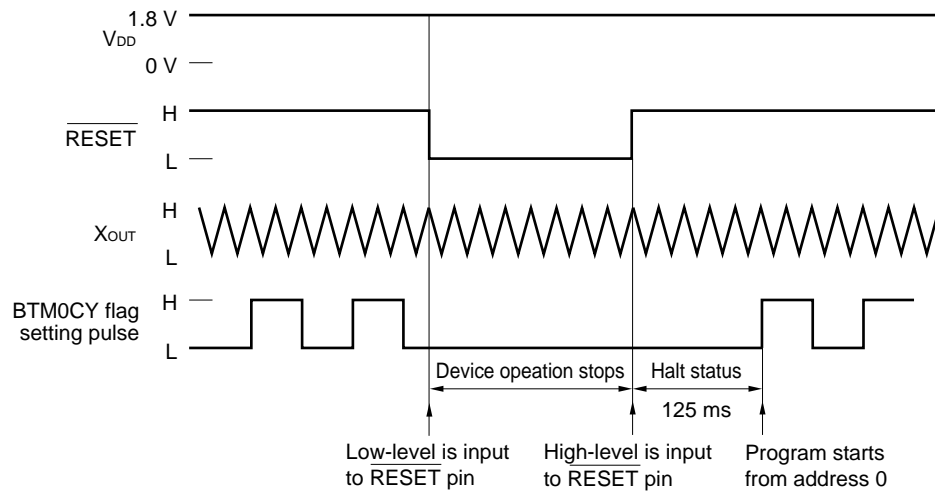 1.8 V
VDD
0 V
H
RESET
L
H
XOUT
L
BTM0CY flag
setting pulse
H
L
Device opeation stops
Halt status
125 ms
Low-level is input
to RESET pin
High-level is input
to RESET pin
Program starts
from address 0